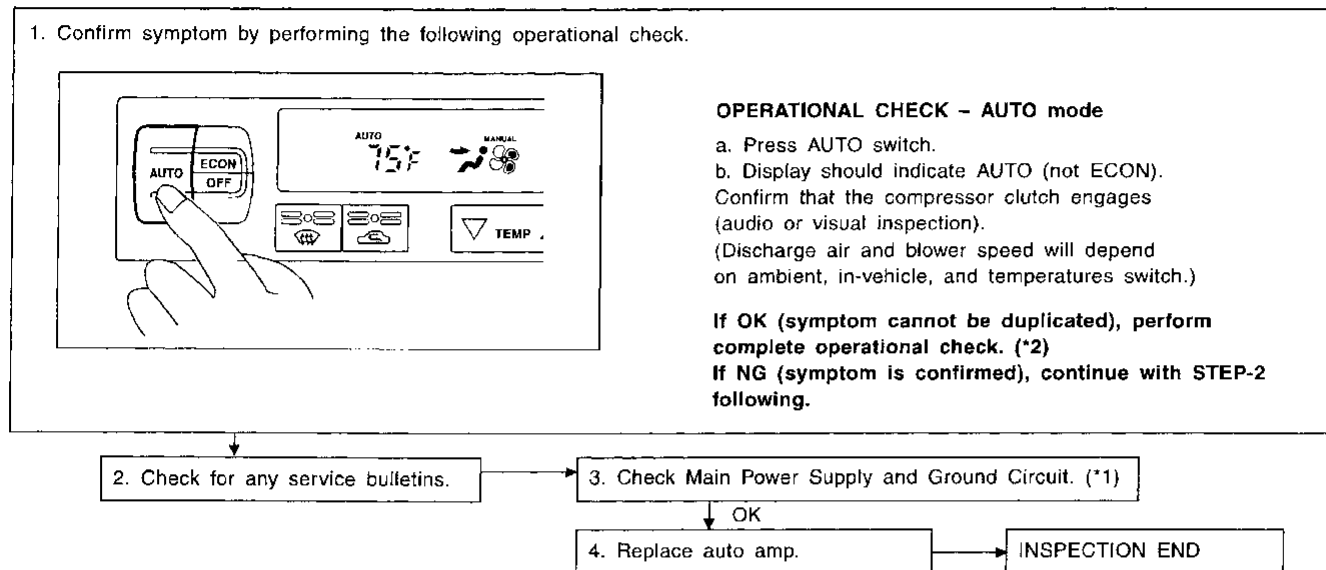 1. Confirm symptom by performing the following operational check.
AUTO
ECON
OFF
AUTO
75°F
MANUAL
TEMP
OPERATIONAL CHECK – AUTO mode
a. Press AUTO switch.
b. Display should indicate AUTO (not ECON).
Confirm that the compressor clutch engages
(audio or visual inspection).
(Discharge air and blower speed will depend
on ambient, in-vehicle, and temperatures switch.)
If OK (symptom cannot be duplicated), perform
complete operational check. (*2)
If NG (symptom is confirmed), continue with STEP-2
following.
2. Check for any service bulletins.
3. Check Main Power Supply and Ground Circuit. (*1)
OK
4. Replace auto amp.
INSPECTION END